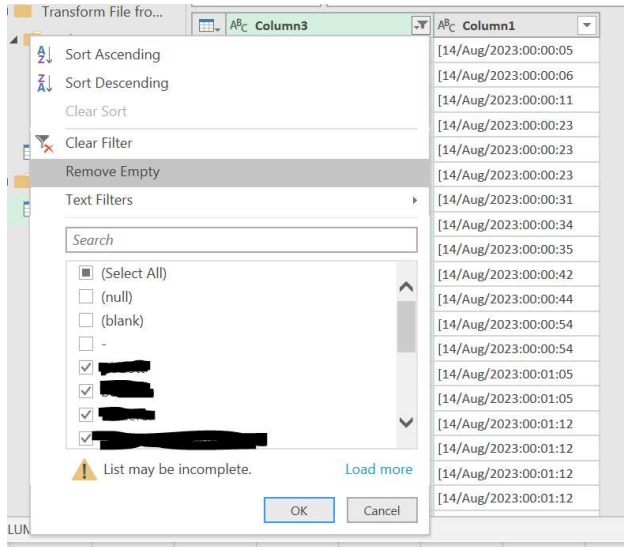 Transform File fro...
ABC Column3
ABC Column1
Sort Ascending
Sort Descending
Clear Sort
Clear Filter
Remove Empty
Text Filters
Search
(Select All)
(null)
(blank)
-
List may be incomplete.
Load more
OK
Cancel
[14/Aug/2023:00:00:05
[14/Aug/2023:00:00:06
[14/Aug/2023:00:00:11
[14/Aug/2023:00:00:23
[14/Aug/2023:00:00:23
[14/Aug/2023:00:00:23
[14/Aug/2023:00:00:31
[14/Aug/2023:00:00:34
[14/Aug/2023:00:00:35
[14/Aug/2023:00:00:42
[14/Aug/2023:00:00:44
[14/Aug/2023:00:00:54
[14/Aug/2023:00:00:54
[14/Aug/2023:00:01:05
[14/Aug/2023:00:01:05
[14/Aug/2023:00:01:12
[14/Aug/2023:00:01:12
[14/Aug/2023:00:01:12
[14/Aug/2023:00:01:12